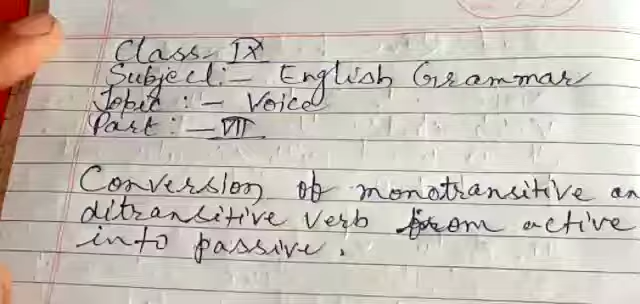 Class- IX
Subject:- English Grammar
Topic :- Voice
Part :- VII
Conversion of monotransitive an
ditransitive verb from active
into passive.